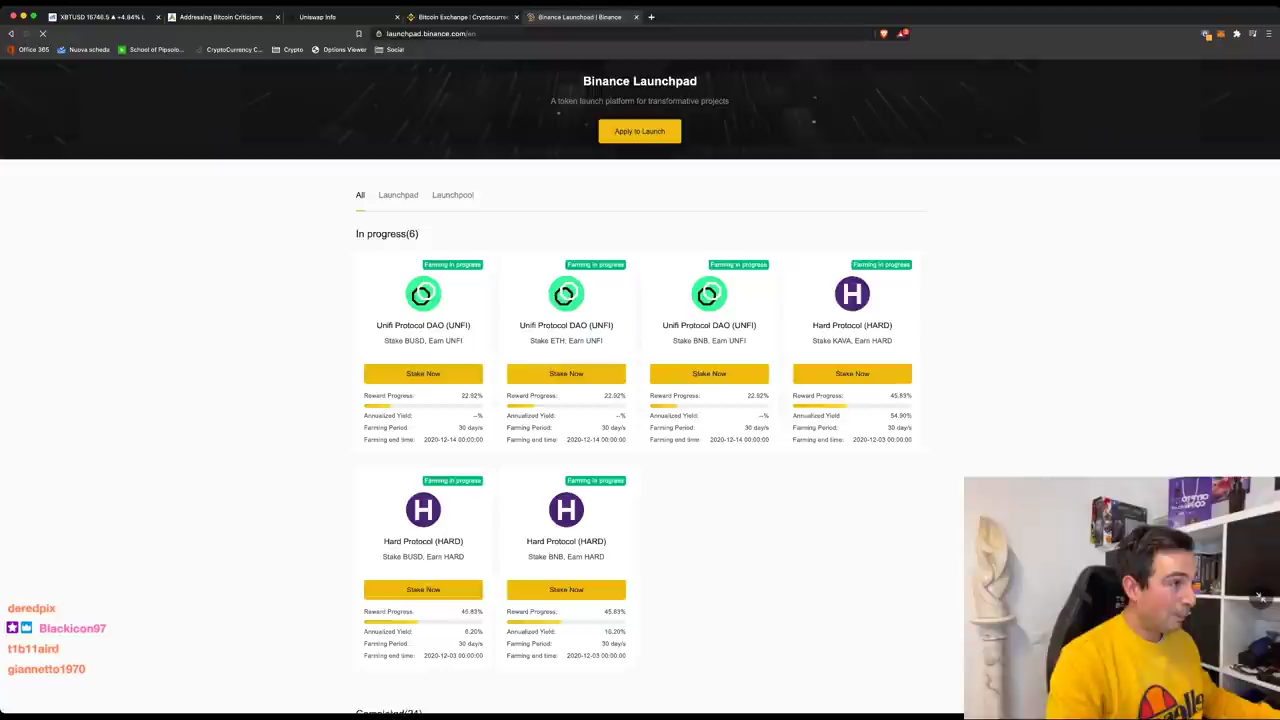 XBTUSD 16746.5 ▲ +4.84% L
Addressing Bitcoin Criticisms
Uniswap Info
Bitcoin Exchange | Cryptocurre
Binance Launchpad | Binance
launchpad.binance.com/en
Office 365
Nuova scheda
School of Pipsolo...
CryptoCurrency C...
Crypto
Options Viewer
Social
Binance Launchpad
A token launch platform for transformative projects
Apply to Launch
All
Launchpad
Launchpool
In progress(6)
Farming in progress
Unifi Protocol DAO (UNFI)
Stake BUSD, Earn UNFI
Stake Now
Reward Progress: 22.92%
Annualized Yield: --%
Farming Period: 30 day/s
Farming end time: 2020-12-14 00:00:00
Farming in progress
Unifi Protocol DAO (UNFI)
Stake ETH, Earn UNFI
Stake Now
Reward Progress: 22.92%
Annualized Yield: --%
Farming Period: 30 day/s
Farming end time: 2020-12-14 00:00:00
Farming in progress
Unifi Protocol DAO (UNFI)
Stake BNB, Earn UNFI
Stake Now
Reward Progress: 22.92%
Annualized Yield: --%
Farming Period: 30 day/s
Farming end time: 2020-12-14 00:00:00
Farming in progress
H
Hard Protocol (HARD)
Stake KAVA, Earn HARD
Stake Now
Reward Progress: 45.83%
Annualized Yield: 54.90%
Farming Period: 30 day/s
Farming end time: 2020-12-03 00:00:00
Farming in progress
H
Hard Protocol (HARD)
Stake BUSD, Earn HARD
Stake Now
Reward Progress: 45.83%
Annualized Yield: 6.20%
Farming Period: 30 day/s
Farming end time: 2020-12-03 00:00:00
Farming in progress
H
Hard Protocol (HARD)
Stake BNB, Earn HARD
Stake Now
Reward Progress: 45.83%
Annualized Yield: 16.20%
Farming Period: 30 day/s
Farming end time: 2020-12-03 00:00:00
Completed(24)
deredpix
Blackicon97
t1b11aird
giannetto1970